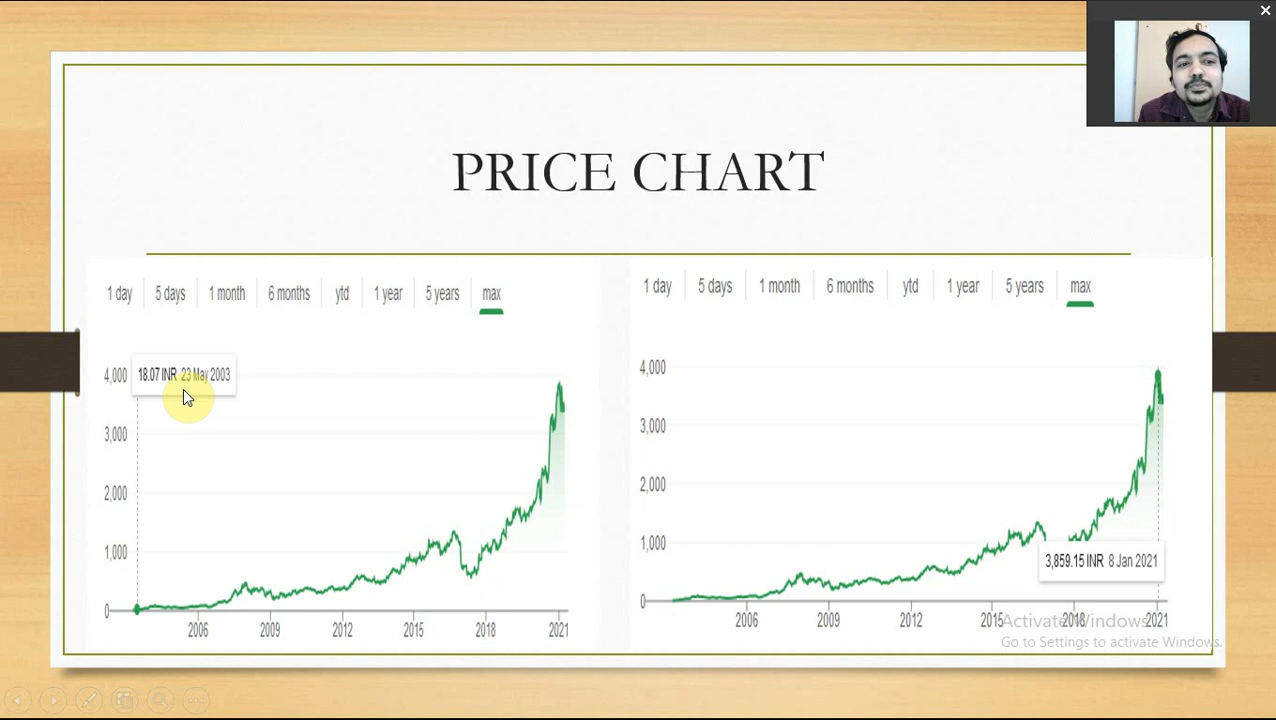 PRICE CHART
1 day 5 days 1 month 6 months ytd 1 year 5 years max
4,000
18.07 INR 23 May 2003
3,000
2,000
1,000
0
2006 2009 2012 2015 2018 2021
1 day 5 days 1 month 6 months ytd 1 year 5 years max
4,000
3,000
2,000
1,000
3,859.15 INR 8 Jan 2021
0
2006 2009 2012 2015 2018 2021
Activate Windows
Go to Settings to activate Windows.